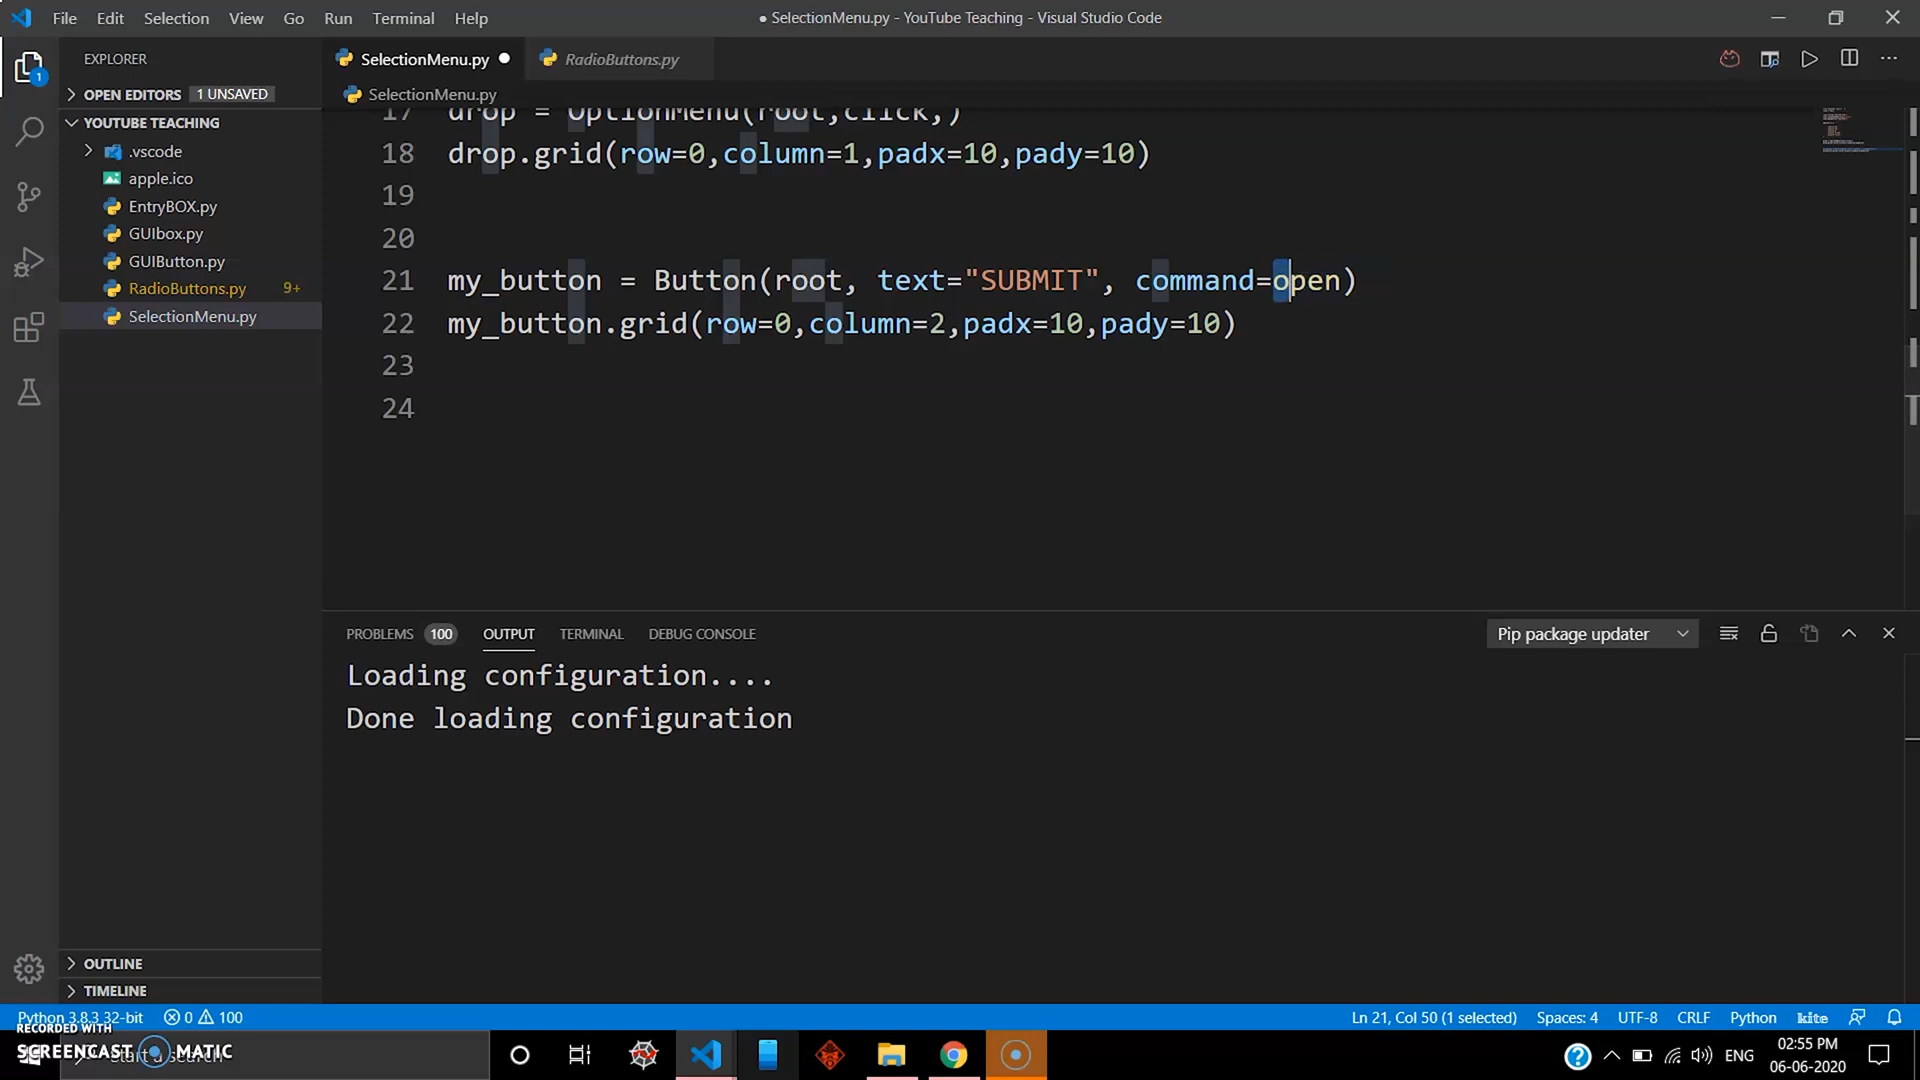 File Edit Selection View Go Run Terminal Help
● SelectionMenu.py - YouTube Teaching - Visual Studio Code
EXPLORER
OPEN EDITORS 1 UNSAVED
YOUTUBE TEACHING
.vscode
apple.ico
EntryBOX.py
GUIbox.py
GUIButton.py
RadioButtons.py 9+
SelectionMenu.py
OUTLINE
TIMELINE
1
SelectionMenu.py
RadioButtons.py
SelectionMenu.py
17 drop = OptionMenu(root,click,)
18 drop.grid(row=0,column=1,padx=10,pady=10)
19
20
21 my_button = Button(root, text="SUBMIT", command=open)
22 my_button.grid(row=0,column=2,padx=10,pady=10)
23
24
PROBLEMS 100 OUTPUT TERMINAL DEBUG CONSOLE
Pip package updater
Loading configuration....
Done loading configuration
Python 3.8.3 32-bit 0 100
Ln 21, Col 50 (1 selected) Spaces: 4 UTF-8 CRLF Python kite
RECORDED WITH
SCREENCAST MATIC
ENG
02:55 PM
06-06-2020